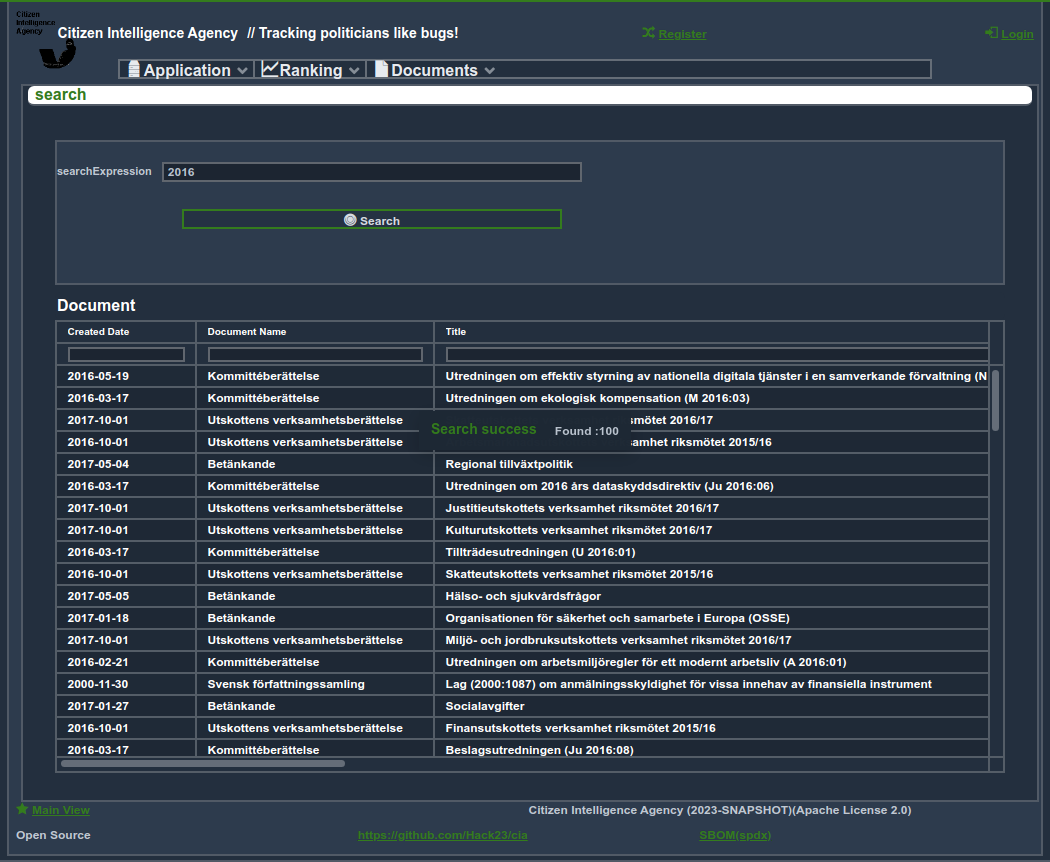 Citizen
Intelligence
Agency
Citizen Intelligence Agency // Tracking politicians like bugs!
Register
Login
Application
Ranking
Documents
search
searchExpression 2016
Search
Document
Created Date Document Name Title
2016-05-19 Kommittéberättelse Utredningen om effektiv styrning av nationella digitala tjänster i en samverkande förvaltning (N
2016-03-17 Kommittéberättelse Utredningen om ekologisk kompensation (M 2016:03)
2017-10-01 Utskottens verksamhetsberättelse smötet 2016/17
Search success Found :100
2016-10-01 Utskottens verksamhetsberättelse samhet riksmötet 2015/16
2017-05-04 Betänkande Regional tillväxtpolitik
2016-03-17 Kommittéberättelse Utredningen om 2016 års dataskyddsdirektiv (Ju 2016:06)
2017-10-01 Utskottens verksamhetsberättelse Justitieutskottets verksamhet riksmötet 2016/17
2017-10-01 Utskottens verksamhetsberättelse Kulturutskottets verksamhet riksmötet 2016/17
2016-03-17 Kommittéberättelse Tillträdesutredningen (U 2016:01)
2016-10-01 Utskottens verksamhetsberättelse Skatteutskottets verksamhet riksmötet 2015/16
2017-05-05 Betänkande Hälso- och sjukvårdsfrågor
2017-01-18 Betänkande Organisationen för säkerhet och samarbete i Europa (OSSE)
2017-10-01 Utskottens verksamhetsberättelse Miljö- och jordbruksutskottets verksamhet riksmötet 2016/17
2016-02-21 Kommittéberättelse Utredningen om arbetsmiljöregler för ett modernt arbetsliv (A 2016:01)
2000-11-30 Svensk författningssamling Lag (2000:1087) om anmälningsskyldighet för vissa innehav av finansiella instrument
2017-01-27 Betänkande Socialavgifter
2016-10-01 Utskottens verksamhetsberättelse Finansutskottets verksamhet riksmötet 2015/16
2016-03-17 Kommittéberättelse Beslagsutredningen (Ju 2016:08)
Main View Citizen Intelligence Agency (2023-SNAPSHOT)(Apache License 2.0)
Open Source https://github.com/Hack23/cia SBOM(spdx)